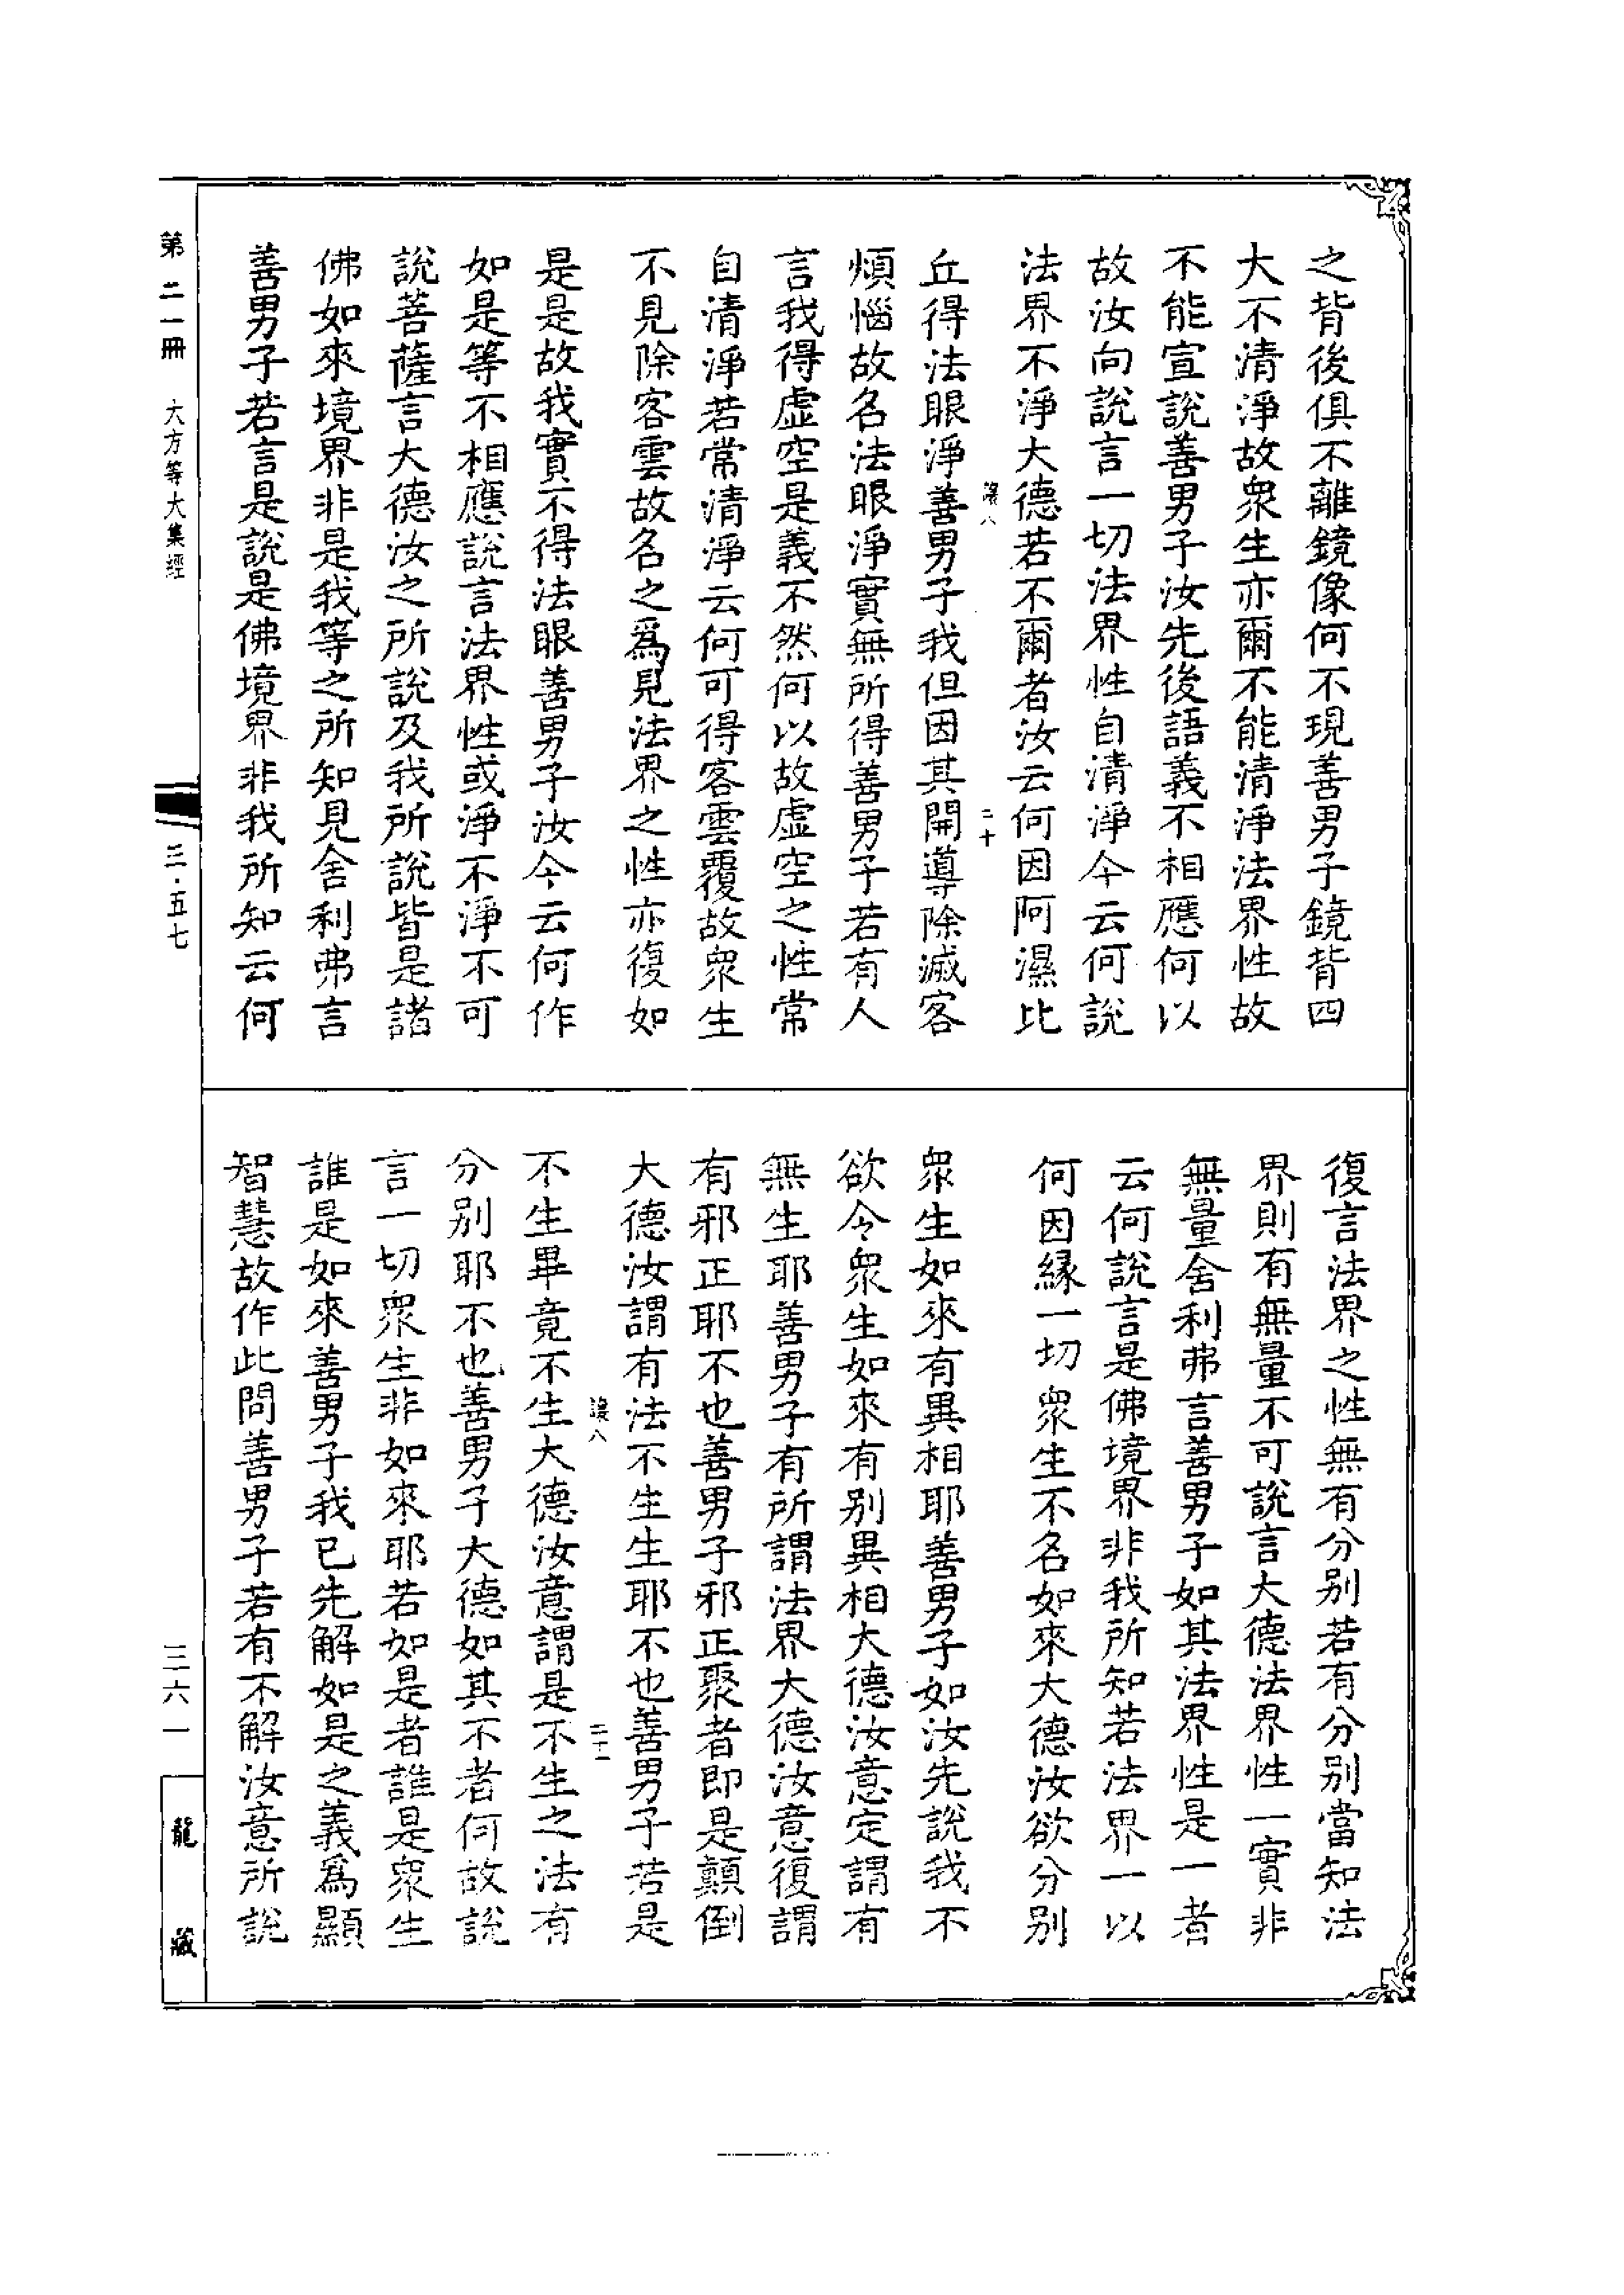 之背後俱不離鏡像何不現善男子鏡背四
大不清淨故衆生亦爾不能清淨法界性故
不能宣說善男子汝先後語義不相應何以
故汝向說言一切法界性自清淨今云何說
法界不淨大德若不爾者汝云何因阿濕比
讓八
二十
丘得法眼淨善男子我但因其開導除滅客
煩惱故名法眼淨實無所得善男子若有人
言我得虛空是義不然何以故虛空之性常
自清淨若常清淨云何可得客雲覆故衆生
不見除客雲故名之爲見法界之性亦復如
是是故我實不得法眼善男子汝今云何作
如是等不相應說言法界性或淨不淨不可
說菩薩言大德汝之所說及我所說皆是諸
佛如來境界非是我等之所知見舍利弗言
善男子若言是說是佛境界非我所知云何
復言法界之性無有分別若有分別當知法
界則有無量不可說言大德法界性一實非
無量舍利弗言善男子如其法界性是一者
云何說言是佛境界非我所知若法界一以
何因緣一切衆生不名如來大德汝欲分別
衆生如來有異相耶善男子如汝先說我不
欲令衆生如來有別異相大德汝意定謂有
無生耶善男子有所謂法界大德汝意復謂
有邪正耶不也善男子邪正聚者即是顛倒
大德汝謂有法不生生耶不也善男子若是
讓八
二十一
不生畢竟不生大德汝意謂是不生之法有
分別耶不也善男子大德如其不者何故說
言一切衆生非如來耶若如是者誰是衆生
誰是如來善男子我已先解如是之義爲顯
智慧故作此問善男子若有不解汝意所說
第二一冊
大方等大集經
三·五七
三六一
龍藏